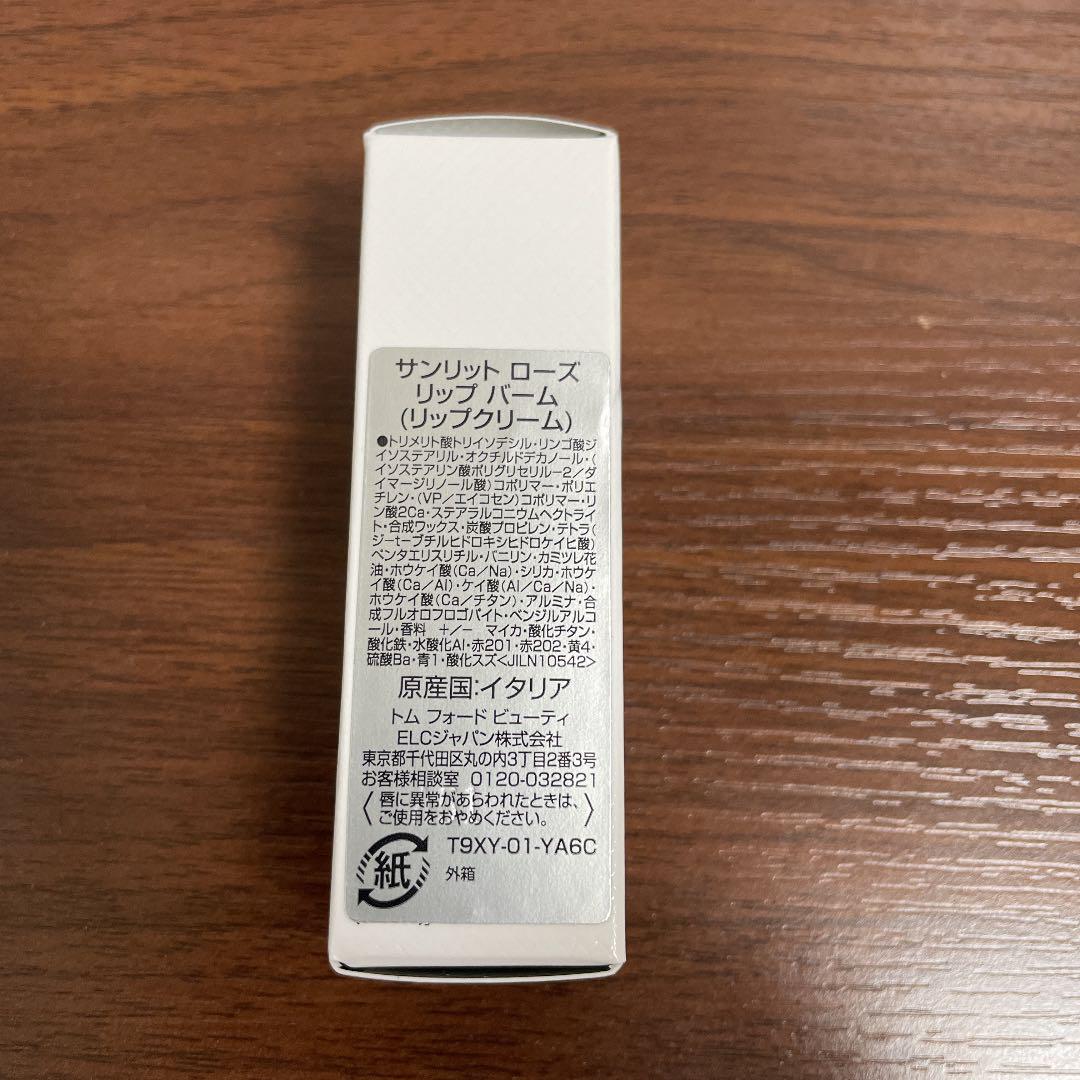 サンリット ローズ
リップ バーム
(リップクリーム)
●トリメリト酸トリイソデシル・リンゴ酸ジ
イソステアリル・オクチルドデカノール・(
イソステアリン酸ポリグリセリル-2/ダ
イマージリノール酸)コポリマー・ポリエ
チレン・(VP/エイコセン)コポリマー・リ
ン酸2Ca・ステアラルコニウムヘクトライ
ト・合成ワックス・炭酸プロピレン・テトラ(
ジ-t-ブチルヒドロキシヒドロケイヒ酸)
ペンタエリスリチル・バニリン・カミツレ花
油・ホウケイ酸(Ca/Na)・シリカ・ホウケ
イ酸(Ca/Al)・ケイ酸(Al/Ca/Na)・
ホウケイ酸(Ca/チタン)・アルミナ・合
成フルオロフロゴパイト・ベンジルアルコ
ール・香料 +/- マイカ・酸化チタン・
酸化鉄・水酸化Al・赤201・赤202・黄4・
硫酸Ba・青1・酸化スズ<JILN10542>
原産国:イタリア
トム フォード ビューティ
ELCジャパン株式会社
東京都千代田区丸の内3丁目2番3号
お客様相談室 0120-032821
〈唇に異常があらわれたときは、
ご使用をおやめください。〉
T9XY-01-YA6C
紙 外箱